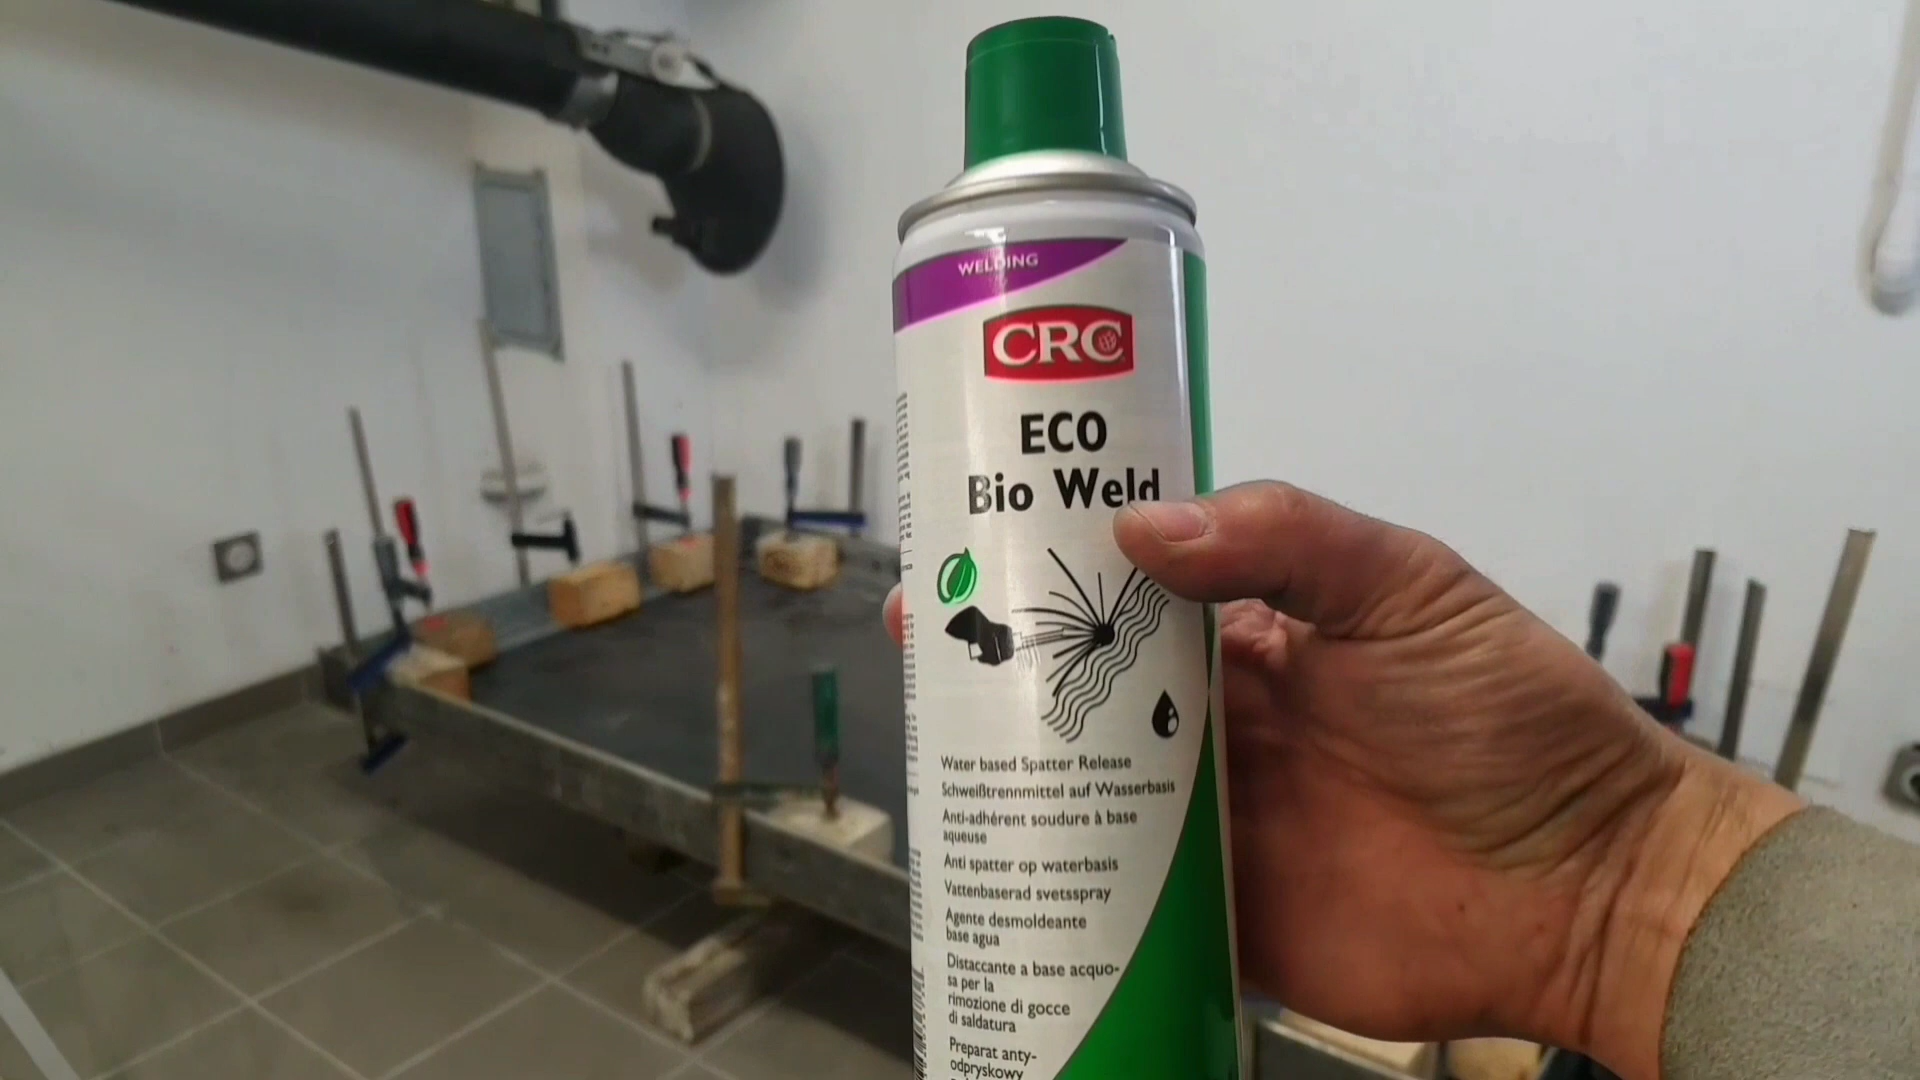 WELDING
CRC
ECO
Bio Weld
Water based Spatter Release
Schweißtrennmittel auf Wasserbasis
Anti-adhérent soudure à base
aqueuse
Anti spatter op waterbasis
Vattenbaserad svetsspray
Agente desmoldeante
base agua
Distaccante a base acquo-
sa per la
rimozione di gocce
di saldatura
Preparat anty-
odpryskowy